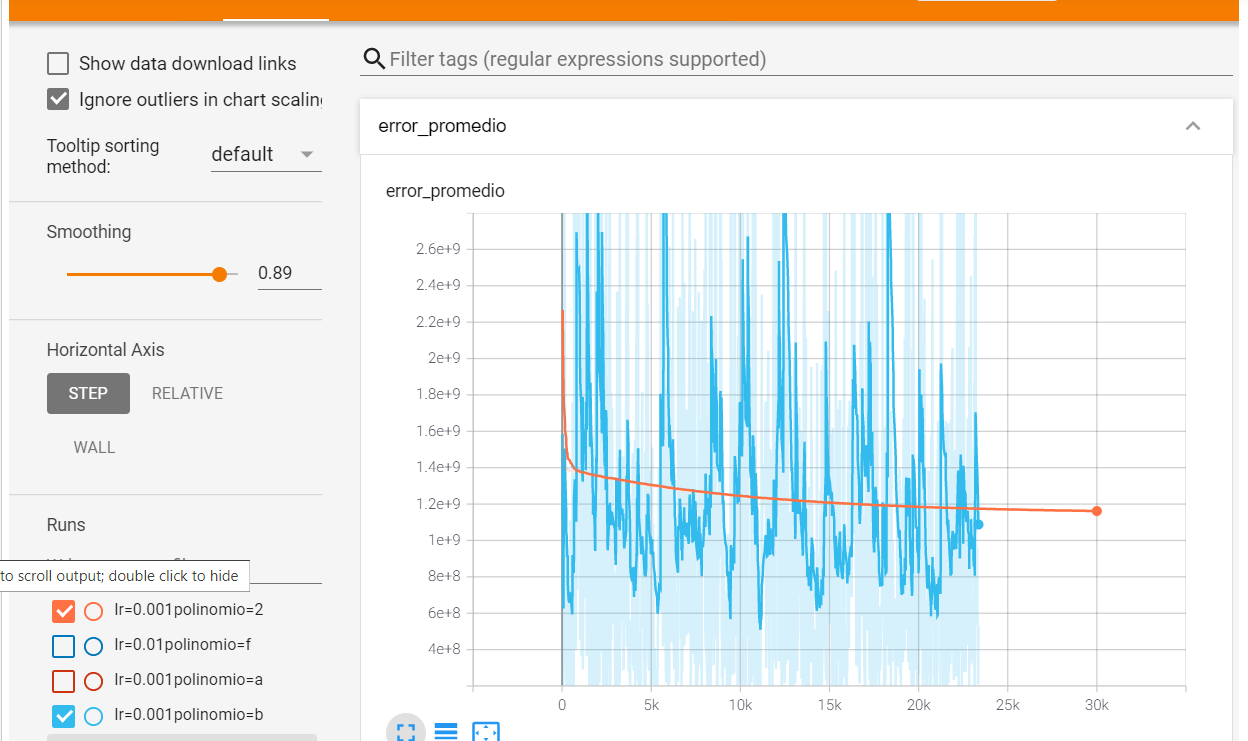 Show data download links
Ignore outliers in chart scaling
Tooltip sorting
method:
default
Smoothing
0.89
Horizontal Axis
STEP
RELATIVE
WALL
Runs
to scroll output; double click to hide
lr=0.001polinomio=2
lr=0.01polinomio=f
lr=0.001polinomio=a
lr=0.001polinomio=b
Filter tags (regular expressions supported)
error_promedio
error_promedio
2.6e+9
2.4e+9
2.2e+9
2e+9
1.8e+9
1.6e+9
1.4e+9
1.2e+9
1e+9
8e+8
6e+8
4e+8
0
5k
10k
15k
20k
25k
30k